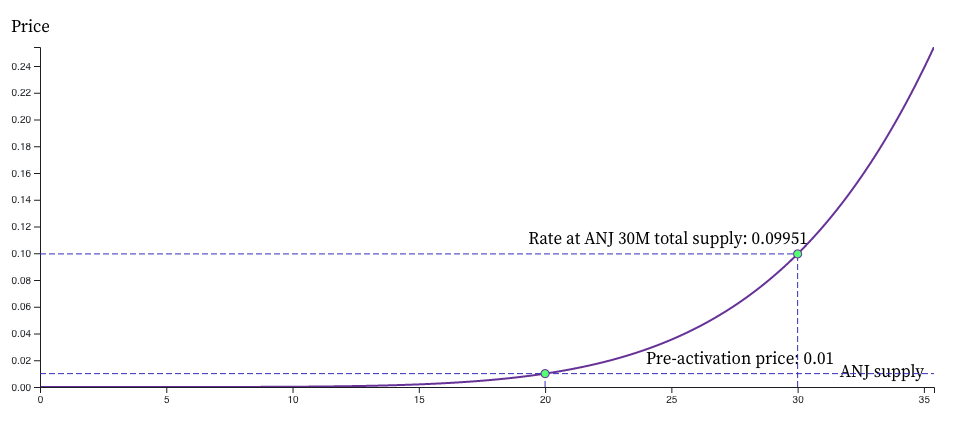 Price
0.24
0.22
0.20
0.18
0.16
0.14
0.12
Rate at ANJ 30M total supply: 0.09951
0.10
0.08
0.06
0.04
0.02
Pre-activation price: 0.01
ANJ supply
0.00
0 5 10 15 20 25 30 35